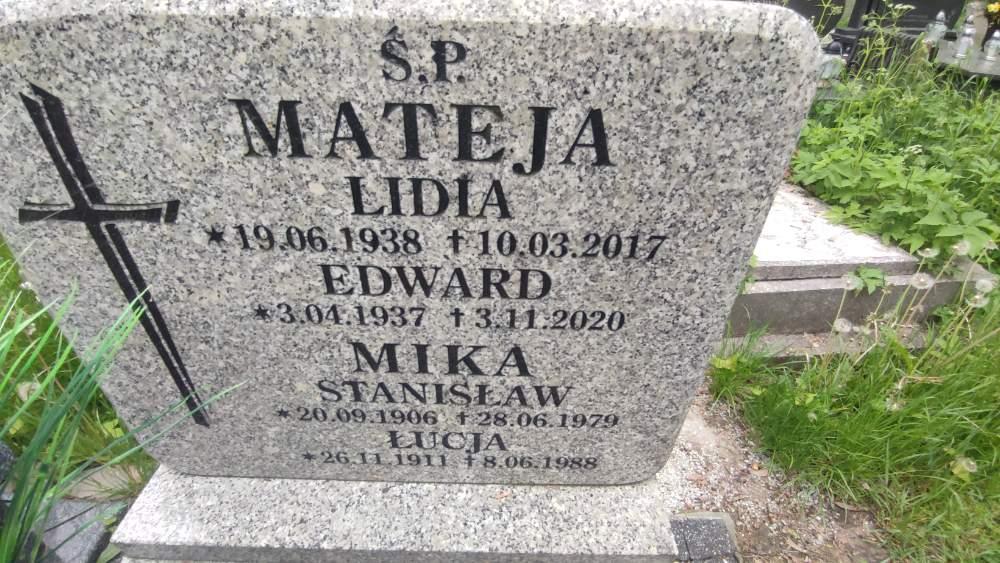 Ś.P.
MATEJA
LIDIA
*19.06.1938 †10.03.2017
EDWARD
*3.04.1937 †3.11.2020
MIKA
STANISŁAW
*20.09.1906 †28.06.1979
ŁUCJA
*26.11.1911 †8.06.1988